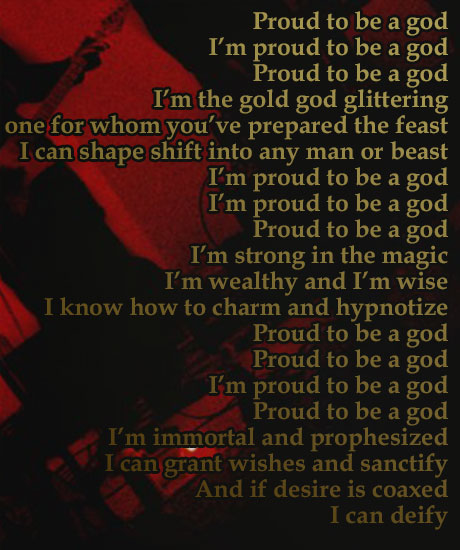 Proud to be a god
I'm proud to be a god
Proud to be a god
I'm the gold god glittering
one for whom you've prepared the feast
I can shape shift into any man or beast
I'm proud to be a god
I'm proud to be a god
Proud to be a god
I'm strong in the magic
I'm wealthy and I'm wise
I know how to charm and hypnotize
Proud to be a god
Proud to be a god
I'm proud to be a god
Proud to be a god
I'm immortal and prophesized
I can grant wishes and sanctify
And if desire is coaxed
I can deify